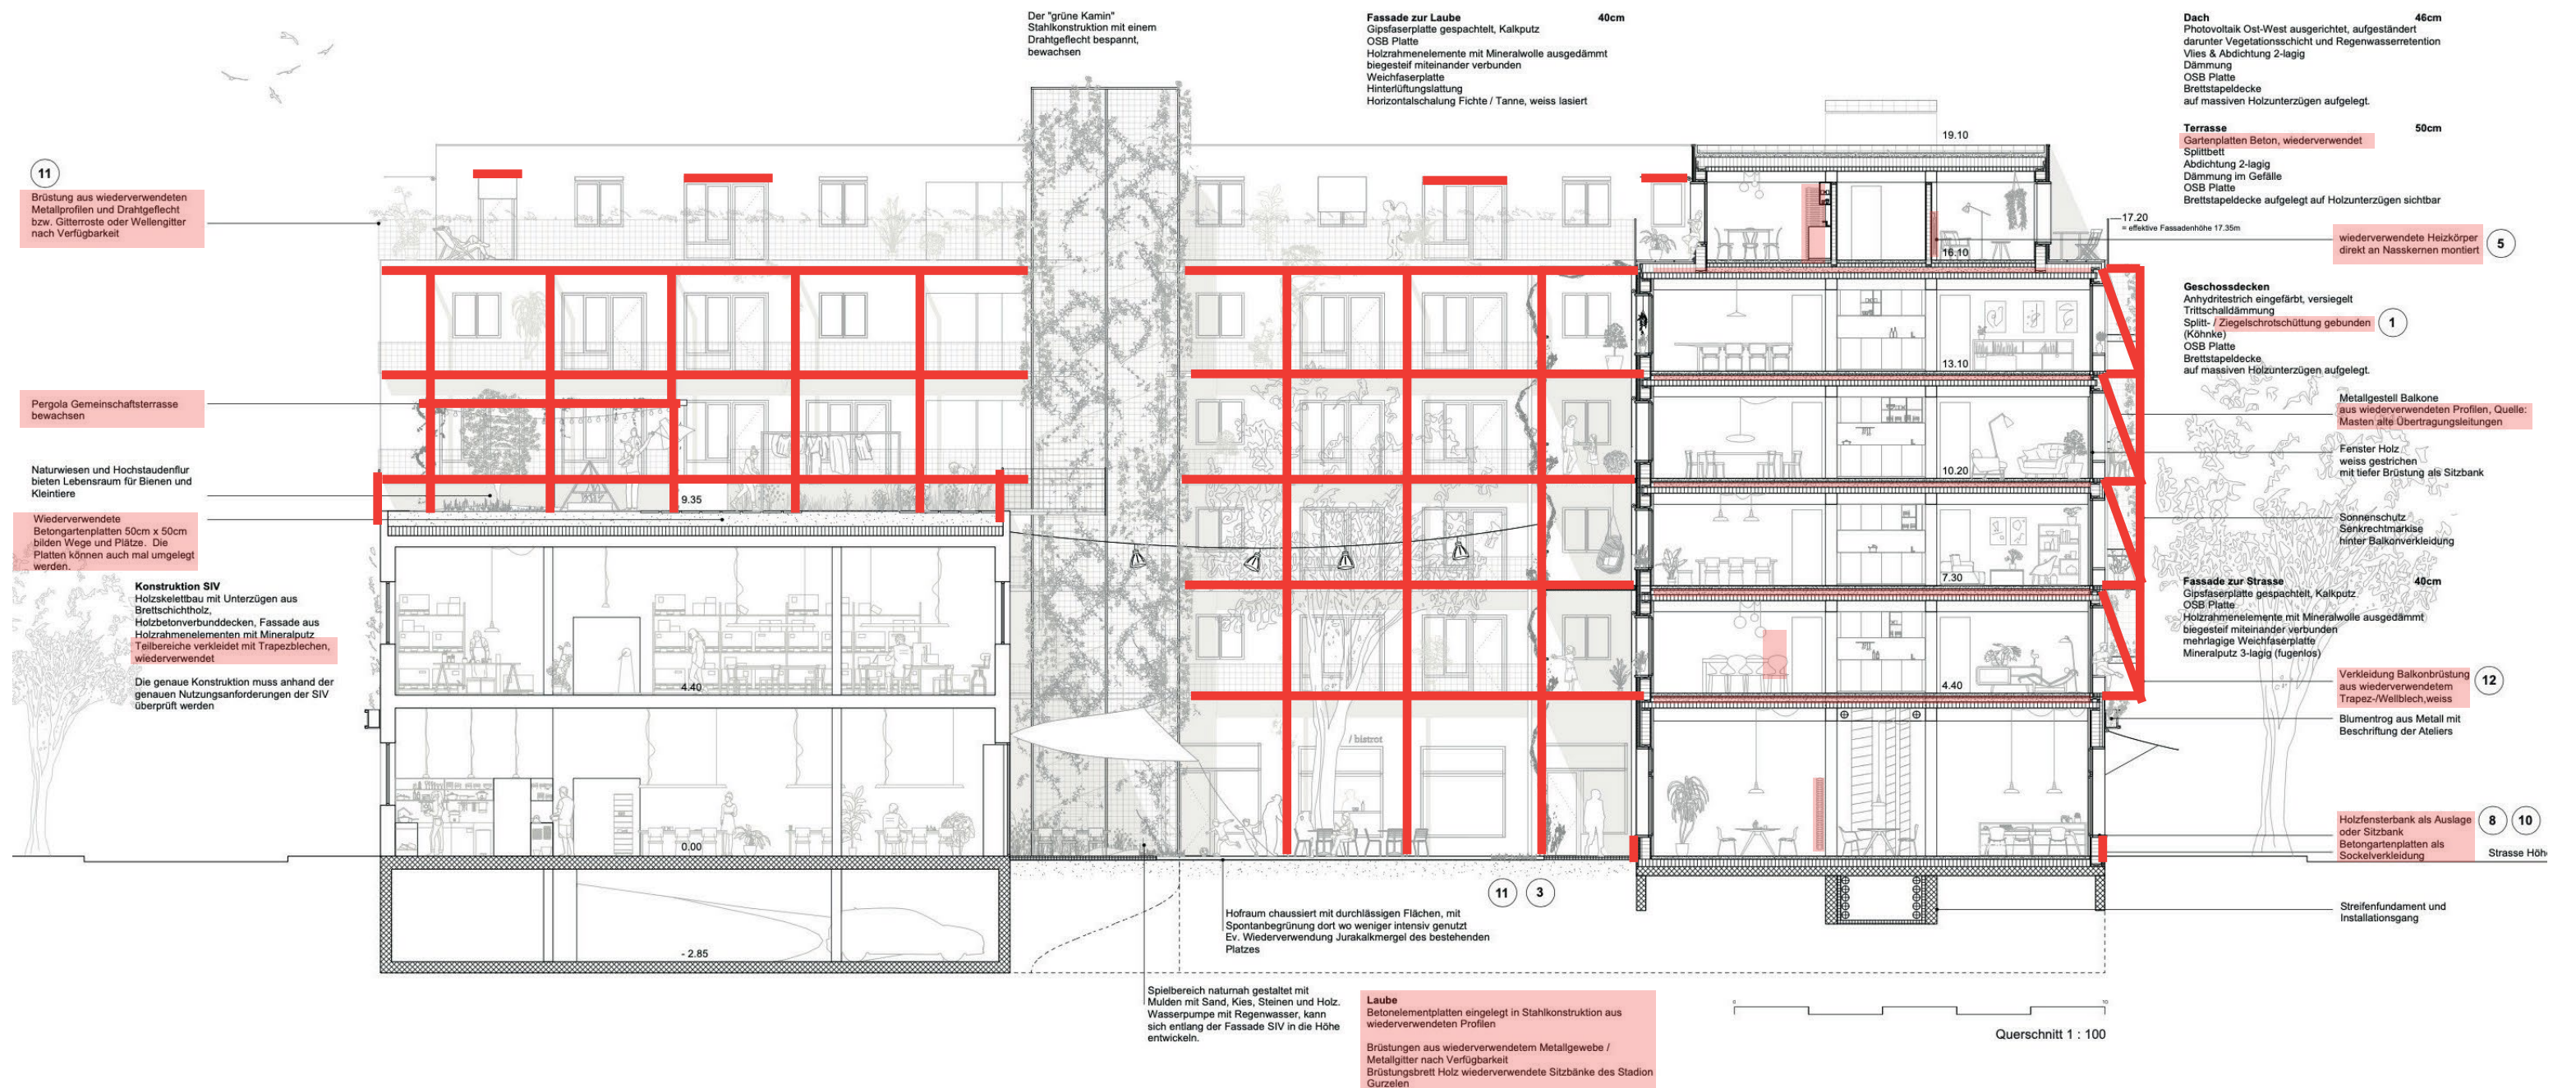 Der "grüne Kamin"
Stahlkonstruktion mit einem
Drahtgeflecht bespannt,
bewachsen
Fassade zur Laube 40cm
Gipsfaserplatte gespachtelt, Kalkputz
OSB Platte
Holzrahmenelemente mit Mineralwolle ausgedämmt
biegesteif miteinander verbunden
Weichfaserplatte
Hinterlüftungslattung
Horizontalschalung Fichte / Tanne, weiss lasiert
Dach 46cm
Photovoltaik Ost-West ausgerichtet, aufgeständert
darunter Vegetationsschicht und Regenwasserretention
Vlies & Abdichtung 2-lagig
Dämmung
OSB Platte
Brettstapeldecke
auf massiven Holzunterzügen aufgelegt.
Terrasse 50cm
Gartenplatten Beton, wiederverwendet
Splittbett
Abdichtung 2-lagig
Dämmung im Gefälle
OSB Platte
Brettstapeldecke aufgelegt auf Holzunterzügen sichtbar
11
Brüstung aus wiederverwendeten
Metallprofilen und Drahtgeflecht
bzw. Gitterroste oder Wellengitter
nach Verfügbarkeit
19.10
17.20
= effektive Fassadenhöhe 17.35m
16.10
wiederverwendete Heizkörper
direkt an Nasskernen montiert
5
Geschossdecken
Anhydritestrich eingefärbt, versiegelt
Trittschalldämmung
Splitt- / Ziegelschrotschüttung gebunden
(Köhnke)
OSB Platte
Brettstapeldecke
auf massiven Holzunterzügen aufgelegt.
1
13.10
Pergola Gemeinschaftsterrasse
bewachsen
Metallgestell Balkone
aus wiederverwendeten Profilen, Quelle:
Masten alte Übertragungsleitungen
Fenster Holz
weiss gestrichen
mit tiefer Brüstung als Sitzbank
10.20
Naturwiesen und Hochstaudenflur
bieten Lebensraum für Bienen und
Kleintiere
9.35
Wiederverwendete
Betongartenplatten 50cm x 50cm
bilden Wege und Plätze. Die
Platten können auch mal umgelegt
werden.
Sonnenschutz
Senkrechtmarkise
hinter Balkonverkleidung
7.30
Konstruktion SIV
Holzskelettbau mit Unterzügen aus
Brettschichtholz,
Holzbetonverbunddecken, Fassade aus
Holzrahmenelementen mit Mineralputz
Teilbereiche verkleidet mit Trapezblechen,
wiederverwendet
Die genaue Konstruktion muss anhand der
genauen Nutzungsanforderungen der SIV
überprüft werden
Fassade zur Strasse 40cm
Gipsfaserplatte gespachtelt, Kalkputz
OSB Platte
Holzrahmenelemente mit Mineralwolle ausgedämmt
biegesteif miteinander verbunden
mehrlagige Weichfaserplatte
Mineralputz 3-lagig (fugenlos)
4.40
4.40
Verkleidung Balkonbrüstung
aus wiederverwendetem
Trapez-/Wellblech,weiss
12
Blumentrog aus Metall mit
Beschriftung der Ateliers
/ bistrot
0.00
Holzfensterbank als Auslage
oder Sitzbank
Betongartenplatten als
Sockelverkleidung
8 10
Strasse Höh
11 3
Hofraum chaussiert mit durchlässigen Flächen, mit
Spontanbegrünung dort wo weniger intensiv genutzt
Ev. Wiederverwendung Jurakalkmergel des bestehenden
Platzes
Streifenfundament und
Installationsgang
- 2.85
Spielbereich naturnah gestaltet mit
Mulden mit Sand, Kies, Steinen und Holz.
Wasserpumpe mit Regenwasser, kann
sich entlang der Fassade SIV in die Höhe
entwickeln.
Laube
Betonelementplatten eingelegt in Stahlkonstruktion aus
wiederverwendeten Profilen
Brüstungen aus wiederverwendetem Metallgewebe /
Metallgitter nach Verfügbarkeit
Brüstungsbrett Holz wiederverwendete Sitzbänke des Stadion
Gurzelen
0 10
Querschnitt 1 : 100